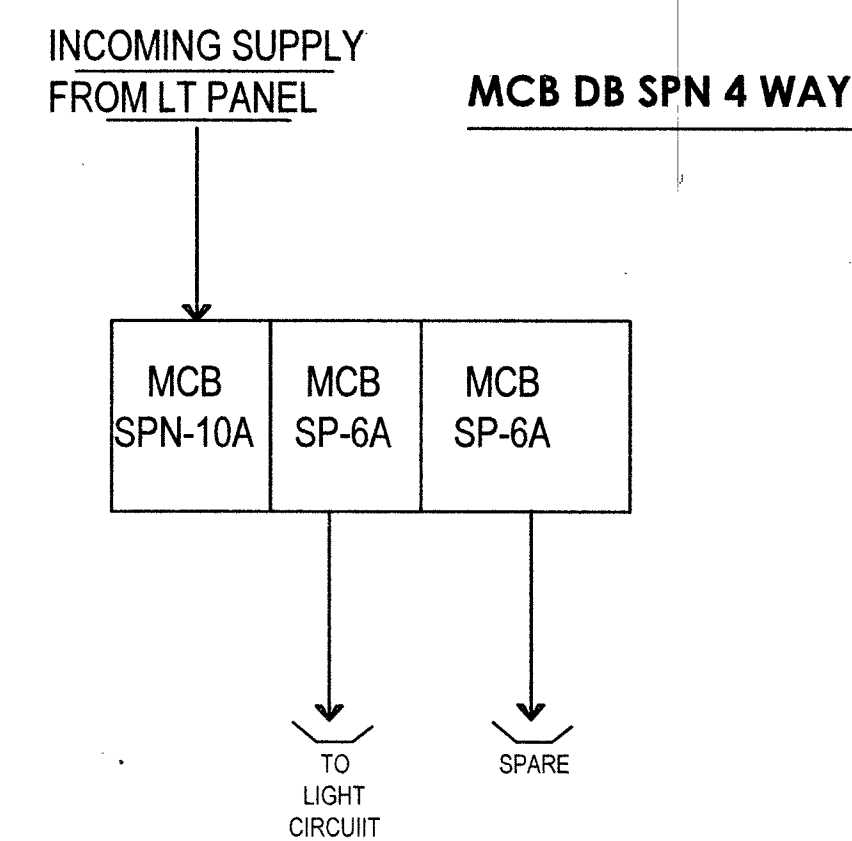 INCOMING SUPPLY
FROM LT PANEL
MCB DB SPN 4 WAY
MCB
SPN-10A
MCB
SP-6A
MCB
SP-6A
TO
LIGHT
CIRCUIIT
SPARE